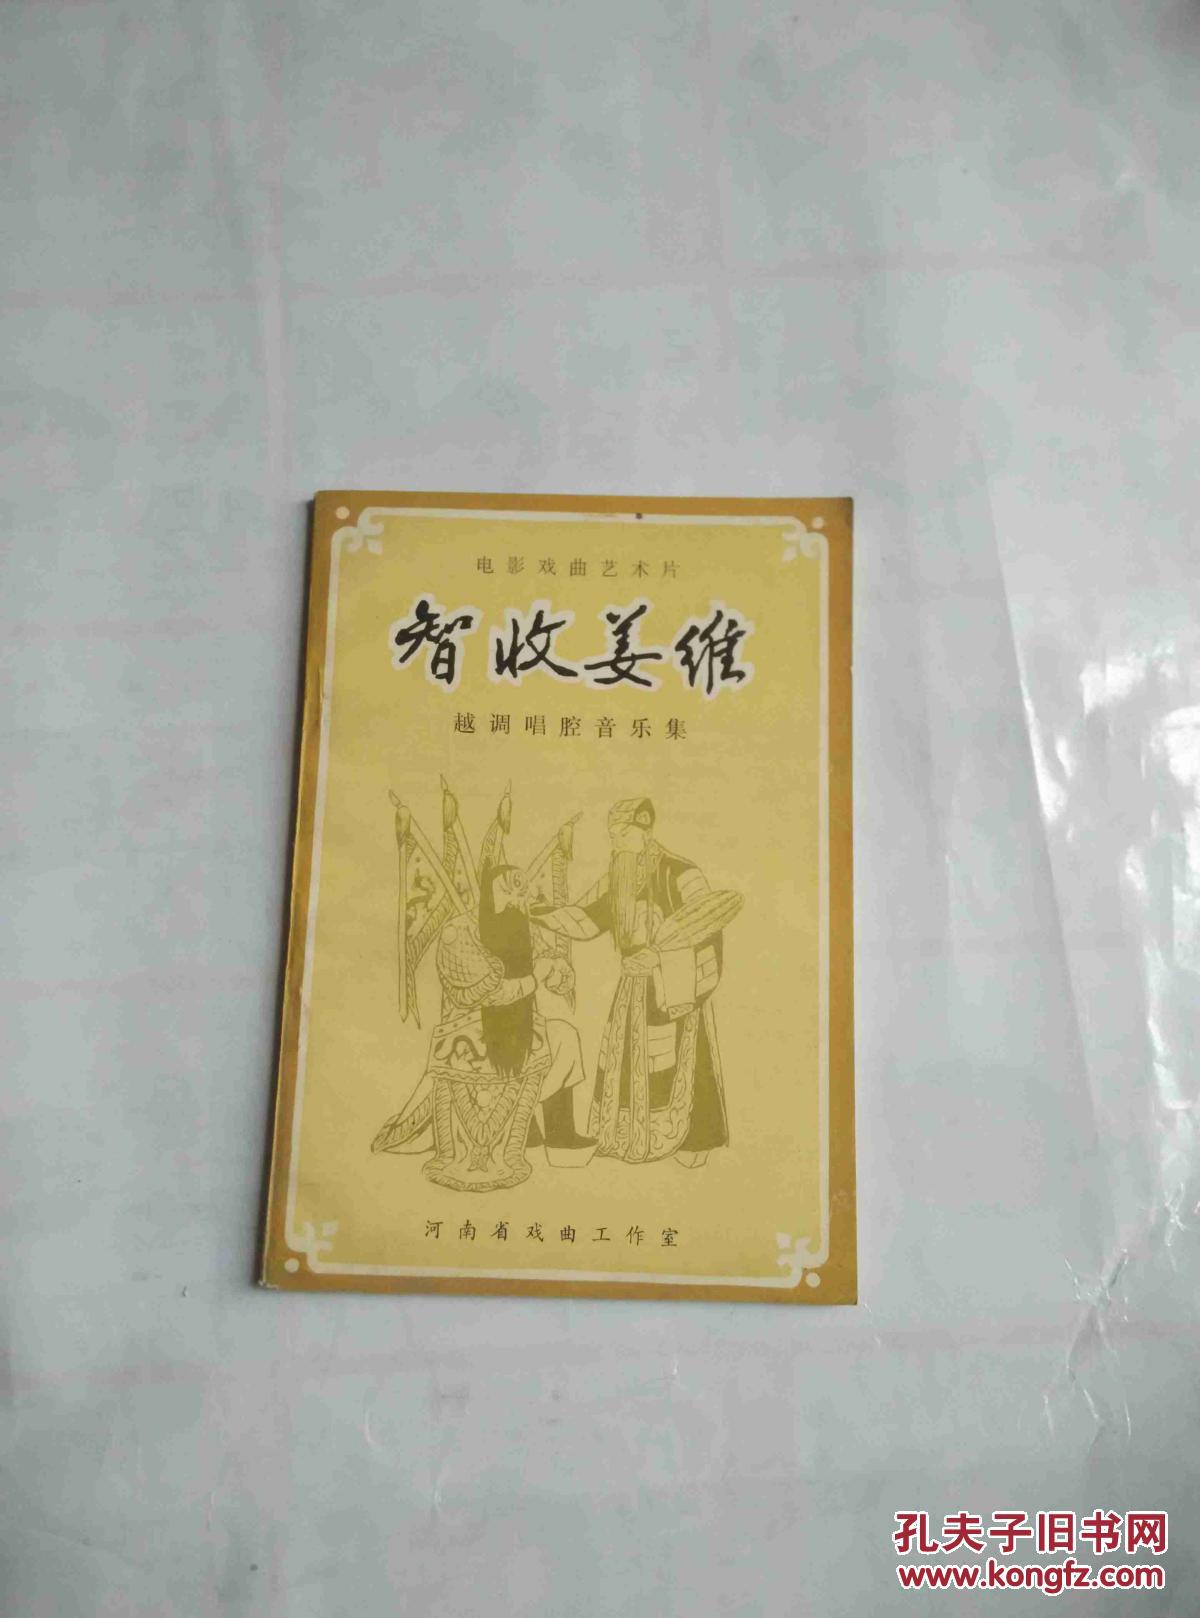 电影戏曲艺术片
智收姜维
越调唱腔音乐集
河南省戏曲工作室
孔夫子旧书网
www.kongfz.com